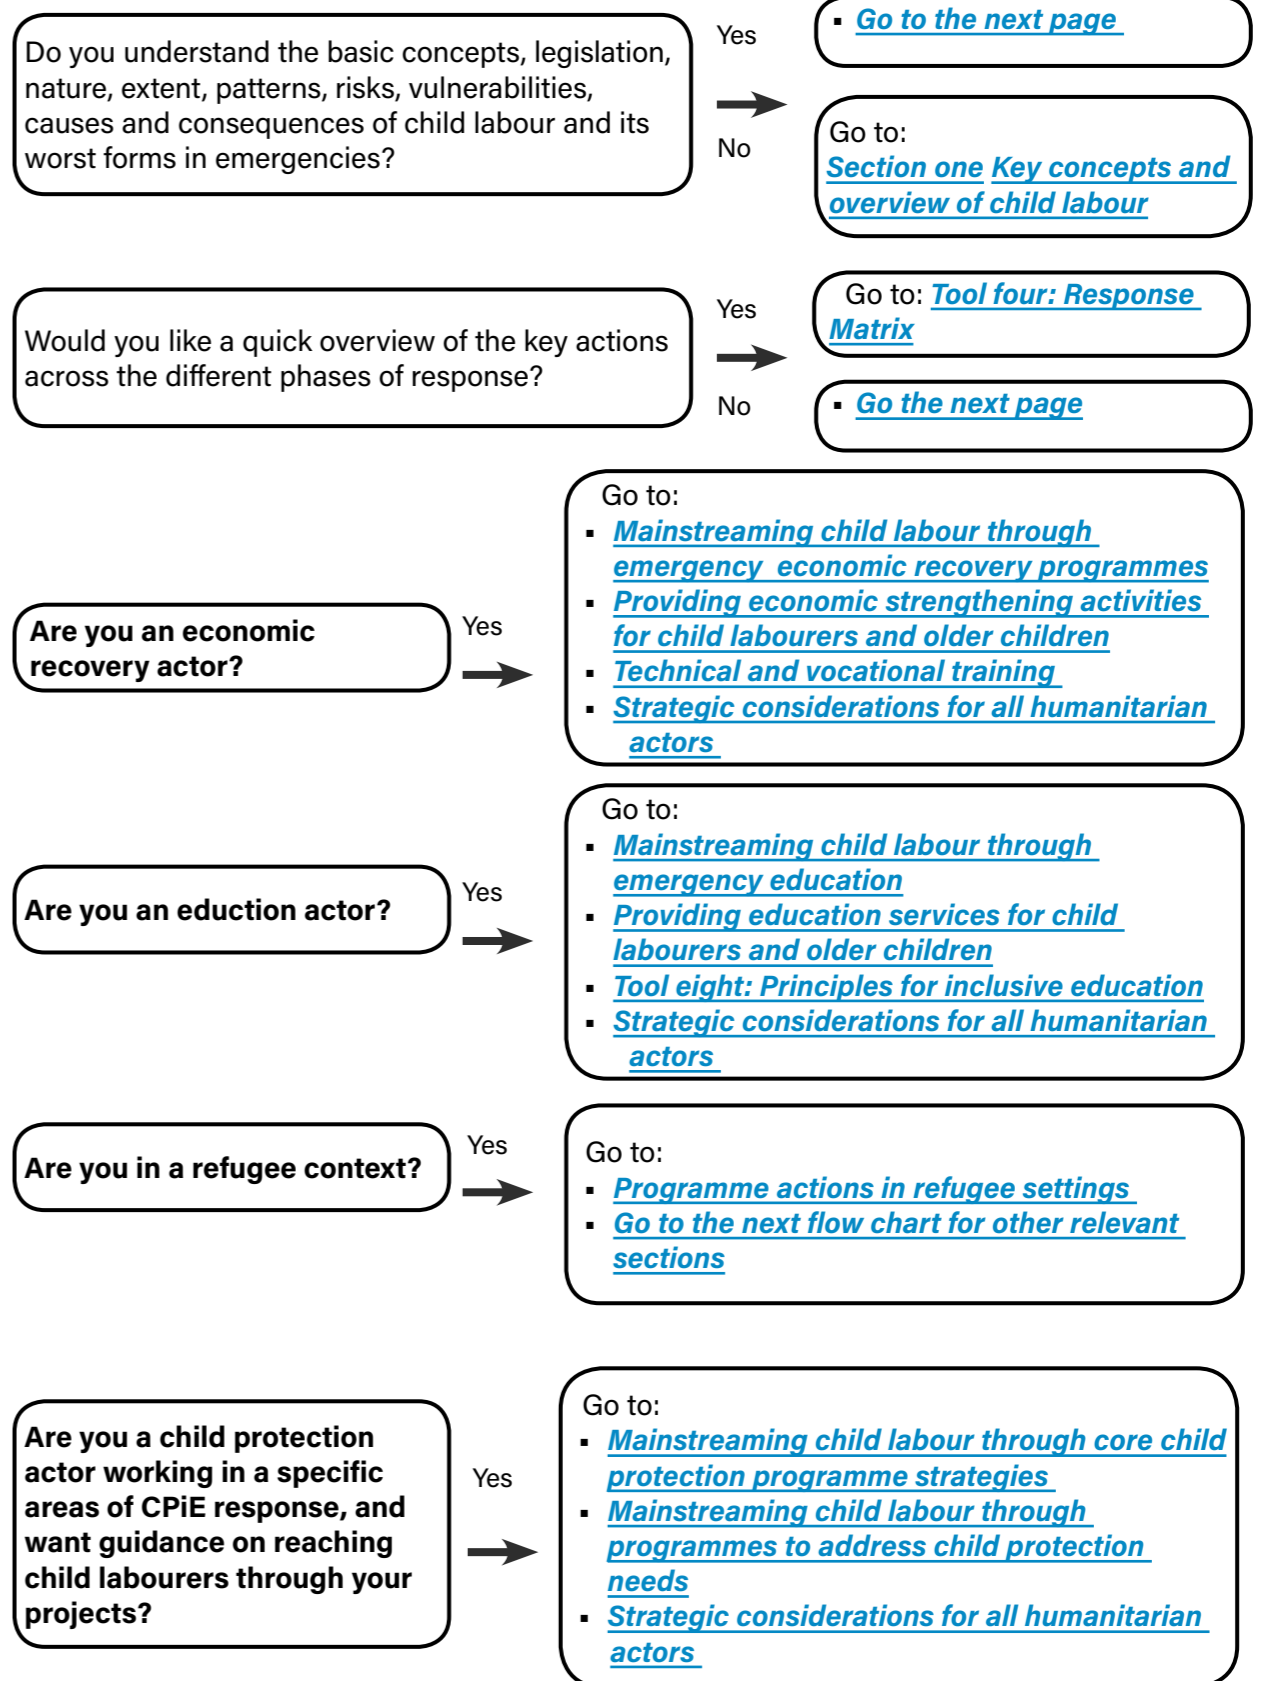 Do you understand the basic concepts, legislation,
nature, extent, patterns, risks, vulnerabilities,
causes and consequences of child labour and its
worst forms in emergencies?
Yes
▪ Go to the next page
No
Go to:
Section one Key concepts and
overview of child labour
Would you like a quick overview of the key actions
across the different phases of response?
Yes
Go to: Tool four: Response
Matrix
No
▪ Go the next page
Are you an economic
recovery actor?
Yes
Go to:
▪ Mainstreaming child labour through
emergency economic recovery programmes
▪ Providing economic strengthening activities
for child labourers and older children
▪ Technical and vocational training
▪ Strategic considerations for all humanitarian
actors
Are you an eduction actor?
Yes
Go to:
▪ Mainstreaming child labour through
emergency education
▪ Providing education services for child
labourers and older children
▪ Tool eight: Principles for inclusive education
▪ Strategic considerations for all humanitarian
actors
Are you in a refugee context?
Yes
Go to:
▪ Programme actions in refugee settings
▪ Go to the next flow chart for other relevant
sections
Are you a child protection
actor working in a specific
areas of CPiE response, and
want guidance on reaching
child labourers through your
projects?
Yes
Go to:
▪ Mainstreaming child labour through core child
protection programme strategies
▪ Mainstreaming child labour through
programmes to address child protection
needs
▪ Strategic considerations for all humanitarian
actors